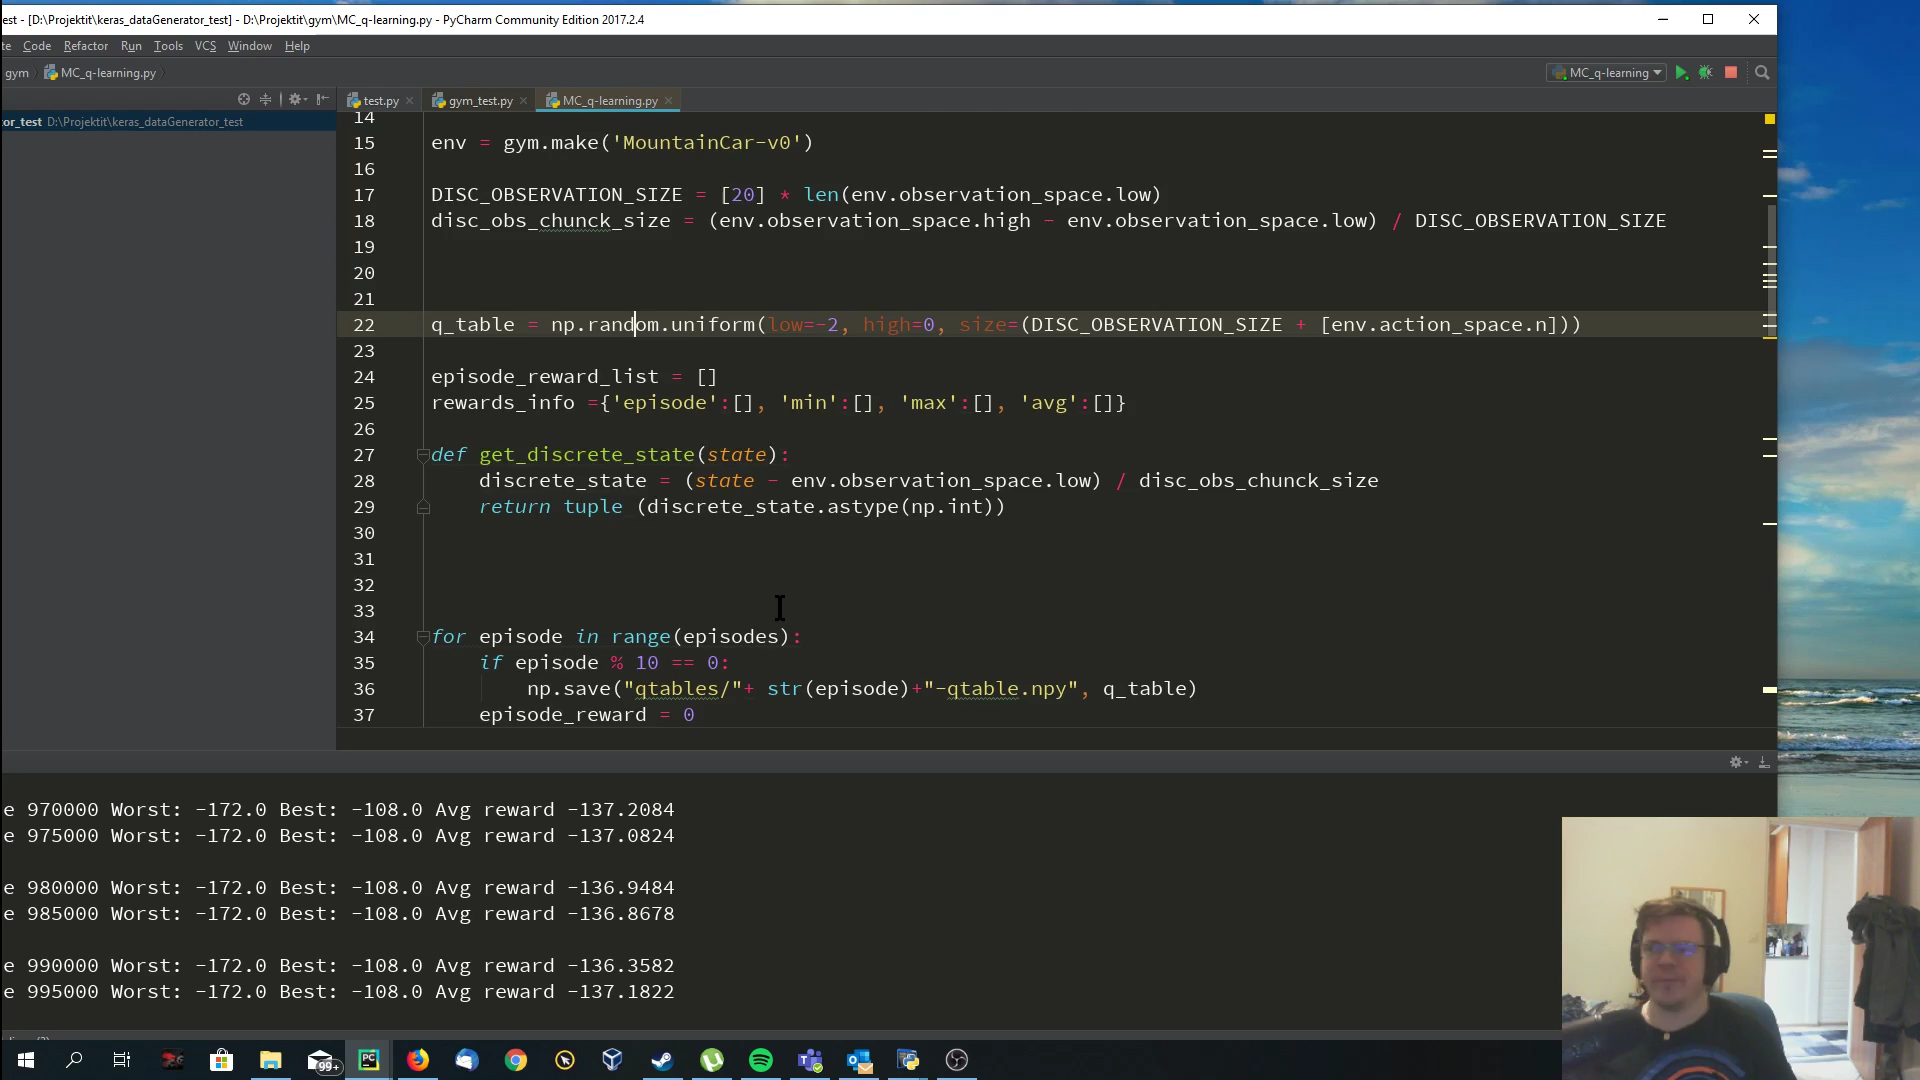 est - [D:\Projektit\keras_dataGenerator_test] - D:\Projektit\gym\MC_q-learning.py - PyCharm Community Edition 2017.2.4
te Code Refactor Run Tools VCS Window Help
gym MC_q-learning.py
MC_q-learning
test.py gym_test.py MC_q-learning.py
or_test D:\Projektit\keras_dataGenerator_test
14
15 env = gym.make('MountainCar-v0')
16
17 DISC_OBSERVATION_SIZE = [20] * len(env.observation_space.low)
18 disc_obs_chunck_size = (env.observation_space.high - env.observation_space.low) / DISC_OBSERVATION_SIZE
19
20
21
22 q_table = np.random.uniform(low=-2, high=0, size=(DISC_OBSERVATION_SIZE + [env.action_space.n]))
23
24 episode_reward_list = []
25 rewards_info ={'episode':[], 'min':[], 'max':[], 'avg':[]}
26
27 def get_discrete_state(state):
28 discrete_state = (state - env.observation_space.low) / disc_obs_chunck_size
29 return tuple (discrete_state.astype(np.int))
30
31
32
33
34 for episode in range(episodes):
35 if episode % 10 == 0:
36 np.save("qtables/"+ str(episode)+"-qtable.npy", q_table)
37 episode_reward = 0
e 970000 Worst: -172.0 Best: -108.0 Avg reward -137.2084
e 975000 Worst: -172.0 Best: -108.0 Avg reward -137.0824
e 980000 Worst: -172.0 Best: -108.0 Avg reward -136.9484
e 985000 Worst: -172.0 Best: -108.0 Avg reward -136.8678
e 990000 Worst: -172.0 Best: -108.0 Avg reward -136.3582
e 995000 Worst: -172.0 Best: -108.0 Avg reward -137.1822
99+
PC